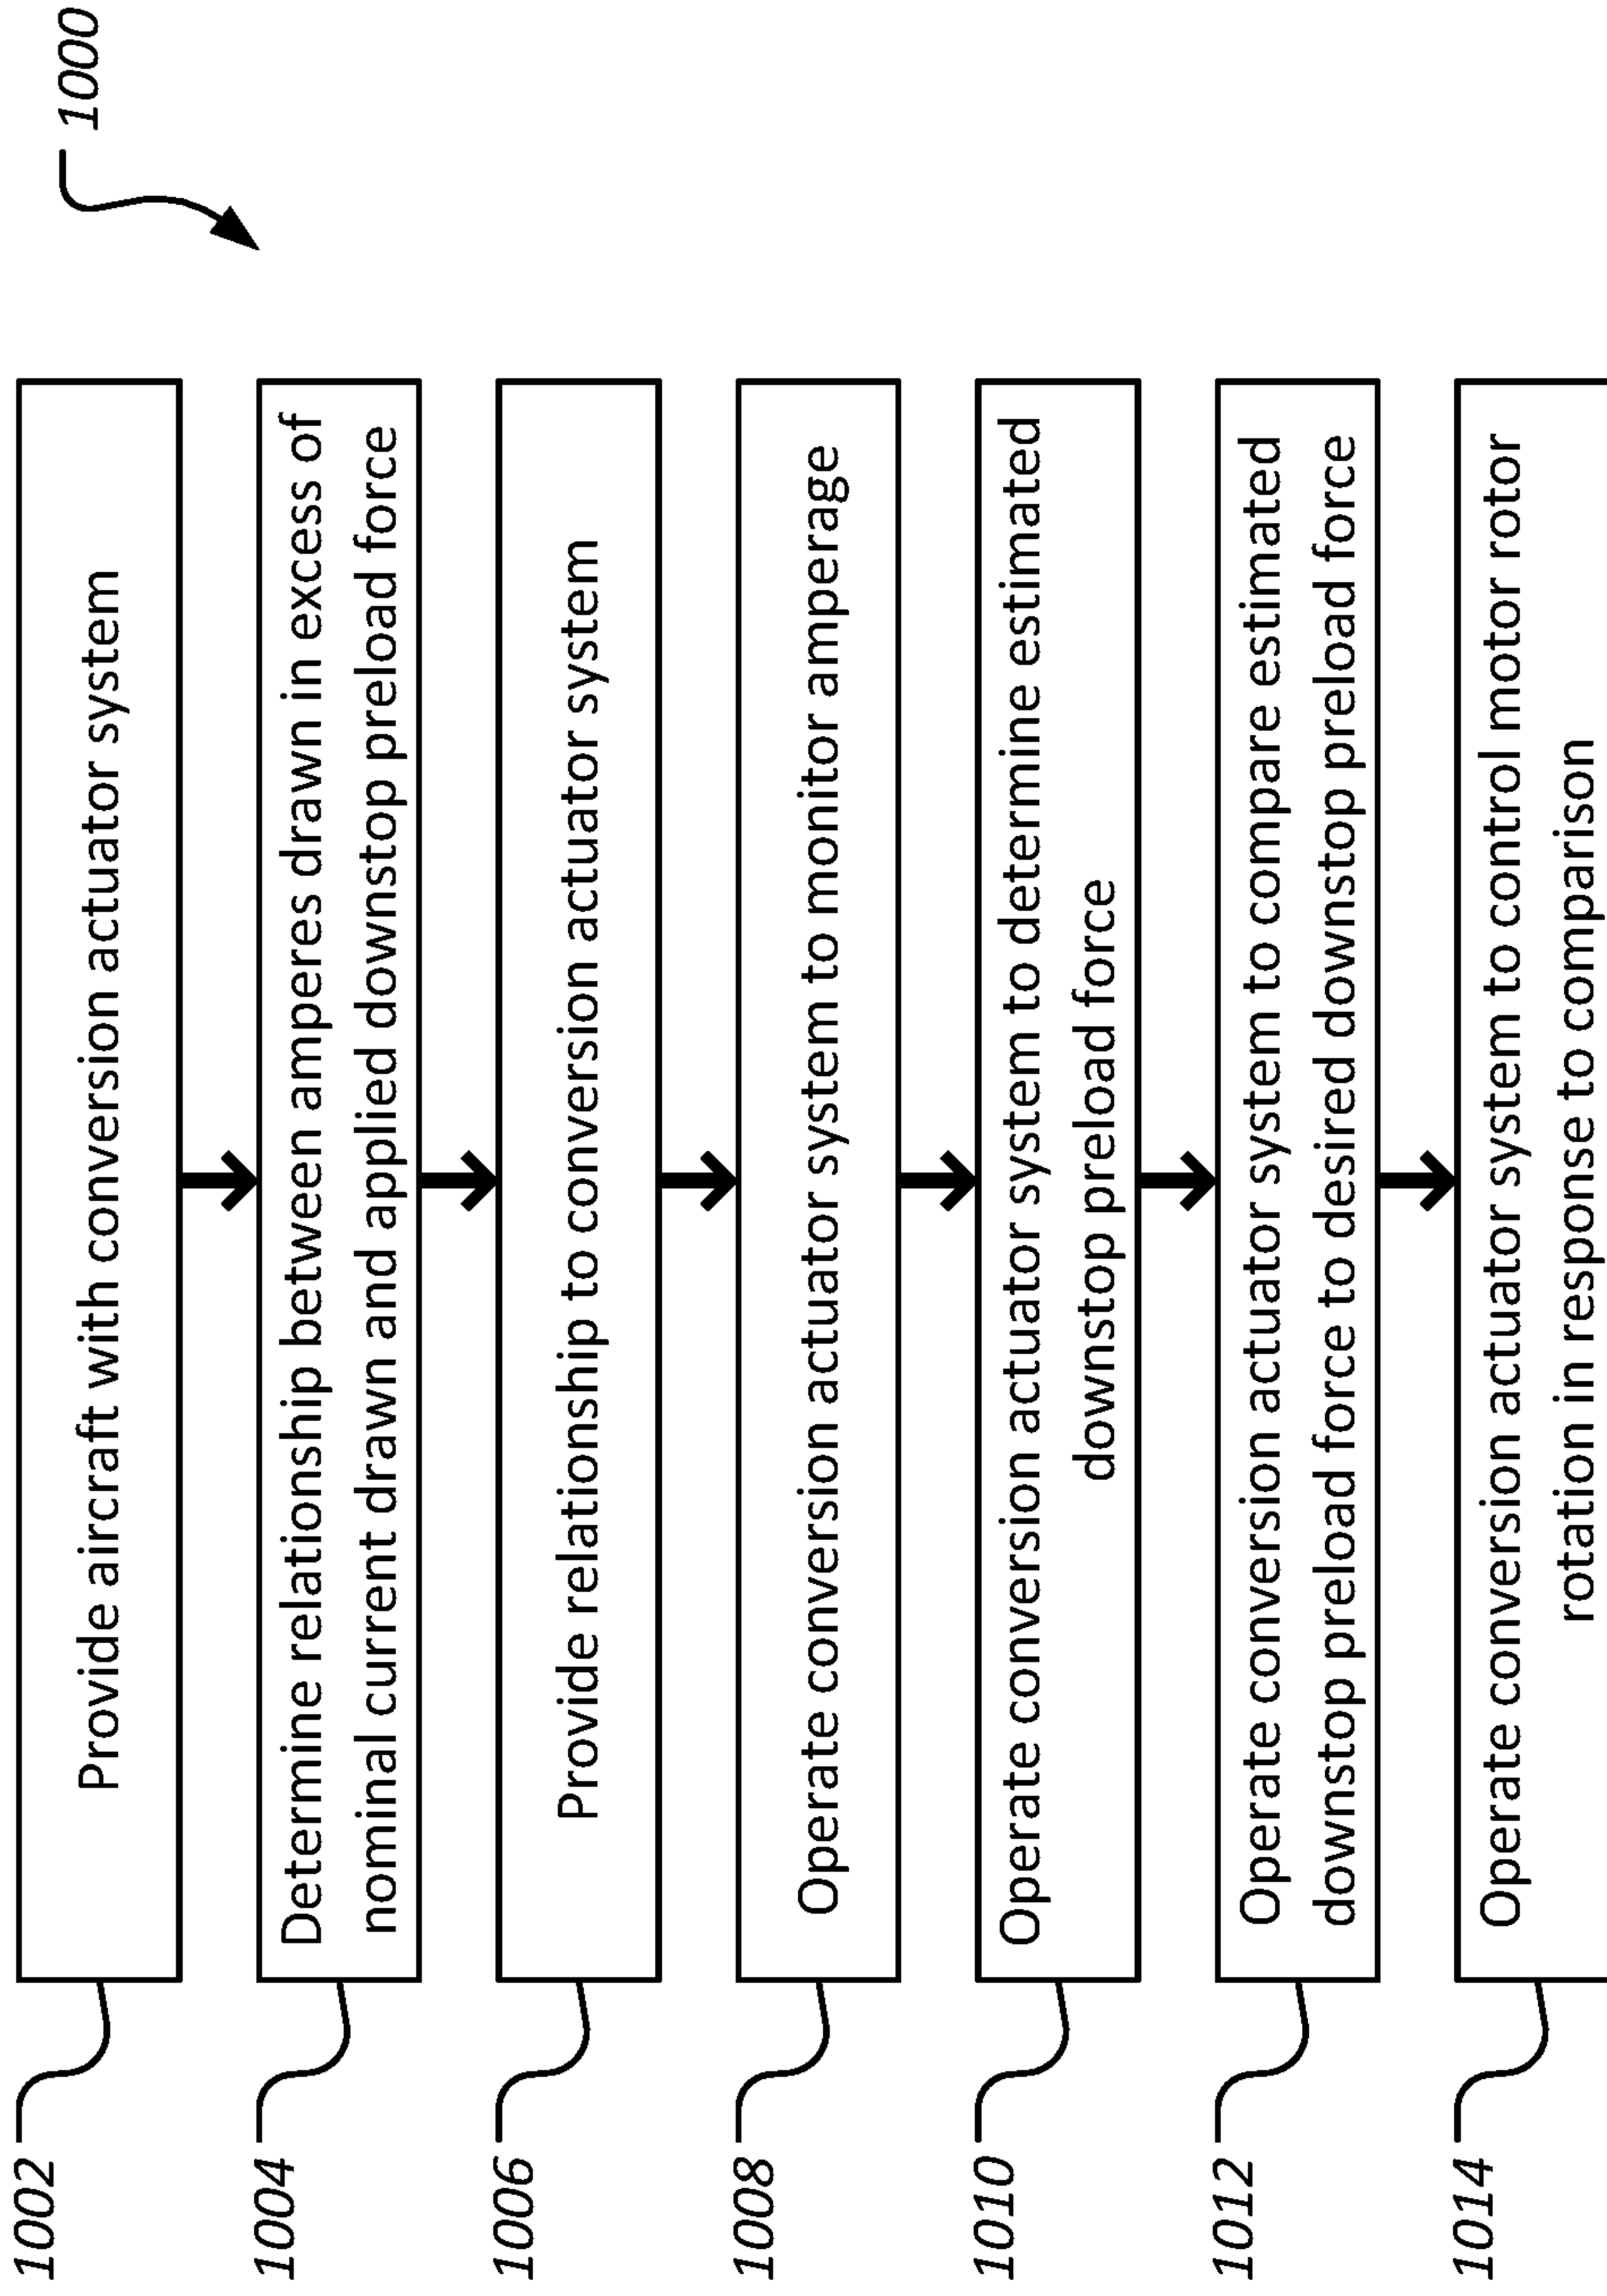 1000
1002
Provide aircraft with conversion actuator system
1004
Determine relationship between amperes drawn in excess of
nominal current drawn and applied downstop preload force
1006
Provide relationship to conversion actuator system
1008
Operate conversion actuator system to monitor amperage
1010
Operate conversion actuator system to determine estimated
downstop preload force
1012
Operate conversion actuator system to compare estimated
downstop preload force to desired downstop preload force
1014
Operate conversion actuator system to control motor rotor
rotation in response to comparison